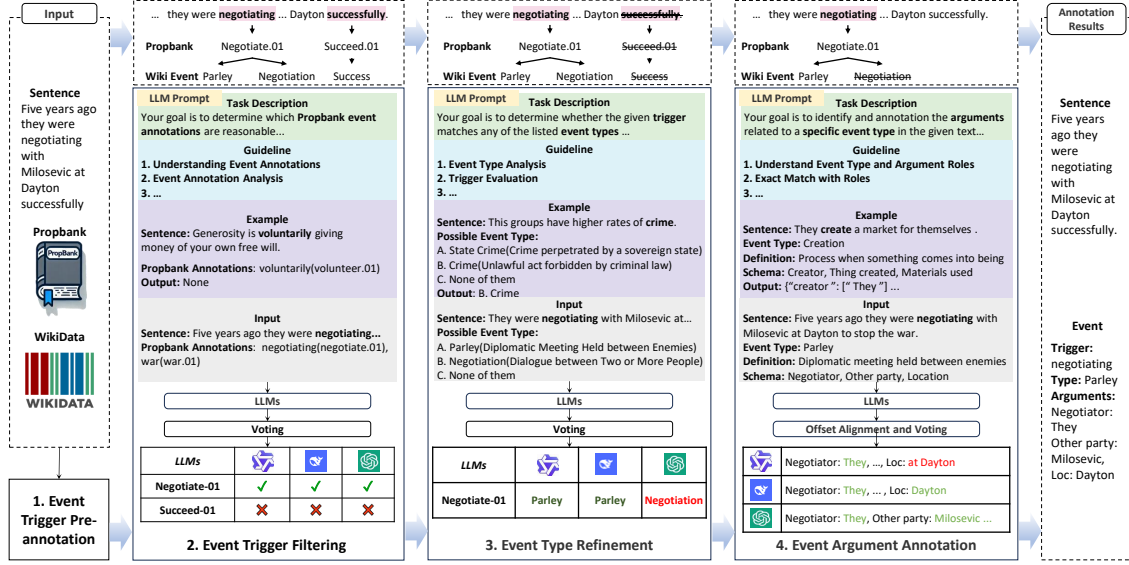 Input
Sentence
Five years ago
they were
negotiating
with
Milosevic at
Dayton
successfully
Propbank
PropBank
WikiData
WIKIDATA
1. Event
Trigger Pre-
annotation
... they were negotiating ... Dayton successfully.
Propbank Negotiate.01 Succeed.01
Wiki Event Parley Negotiation Success
LLM Prompt
Task Description
Your goal is to determine which Propbank event
annotations are reasonable...
Guideline
1. Understanding Event Annotations
2. Event Annotation Analysis
3. ...
Example
Sentence: Generosity is voluntarily giving
money of your own free will.
Propbank Annotations: voluntarily(volunteer.01)
Output: None
Input
Sentence: Five years ago they were negotiating...
Propbank Annotations: negotiating(negotiate.01),
war(war.01)
LLMs
Voting
LLMs
Negotiate-01 ✓ ✓ ✓
Succeed-01 ✗ ✗ ✗
2. Event Trigger Filtering
... they were negotiating ... Dayton successfully.
Propbank Negotiate.01 Succeed.01
Wiki Event Parley Negotiation Success
LLM Prompt
Task Description
Your goal is to determine whether the given trigger
matches any of the listed event types ...
Guideline
1. Event Type Analysis
2. Trigger Evaluation
3. ...
Example
Sentence: This groups have higher rates of crime.
Possible Event Type:
A. State Crime(Crime perpetrated by a sovereign state)
B. Crime(Unlawful act forbidden by criminal law)
C. None of them
Output: B. Crime
Input
Sentence: They were negotiating with Milosevic at...
Possible Event Type:
A. Parley(Diplomatic Meeting Held between Enemies)
B. Negotiation(Dialogue between Two or More People)
C. None of them
LLMs
Voting
LLMs
Negotiate-01 Parley Parley Negotiation
3. Event Type Refinement
... they were negotiating ... Dayton successfully.
Propbank Negotiate.01
Wiki Event Parley Negotiation
LLM Prompt
Task Description
Your goal is to identify and annotation the arguments
related to a specific event type in the given text...
Guideline
1. Understand Event Type and Argument Roles
2. Exact Match with Roles
3. ...
Example
Sentence: They create a market for themselves .
Event Type: Creation
Definition: Process when something comes into being
Schema: Creator, Thing created, Materials used
Output: {"creator ": [" They "] ...
Input
Sentence: Five years ago they were negotiating with
Milosevic at Dayton to stop the war.
Event Type: Parley
Definition: Diplomatic meeting held between enemies
Schema: Negotiator, Other party, Location
LLMs
Offset Alignment and Voting
Negotiator: They, ..., Loc: at Dayton
Negotiator: They, ... , Loc: Dayton
Negotiator: They, Other party: Milosevic ...
4. Event Argument Annotation
Annotation
Results
Sentence
Five years
ago they
were
negotiating
with
Milosevic at
Dayton
successfully.
Event
Trigger:
negotiating
Type: Parley
Arguments:
Negotiator:
They
Other party:
Milosevic,
Loc: Dayton